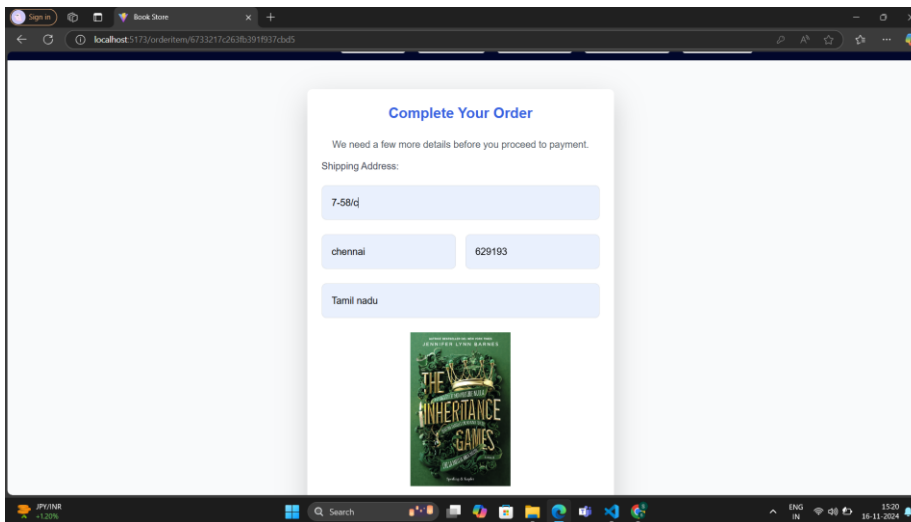 Sign in
Book Store
localhost:5173/orderitem/6733217c263fb391f937cbd5
Complete Your Order
We need a few more details before you proceed to payment.
Shipping Address:
7-58/c
chennai 629193
Tamil nadu
JENNIFER LYNN BARNES
THE
INHERITANCE
GAMES
JPY/INR
+1.20%
Search
ENG
IN
15:20
16-11-2024